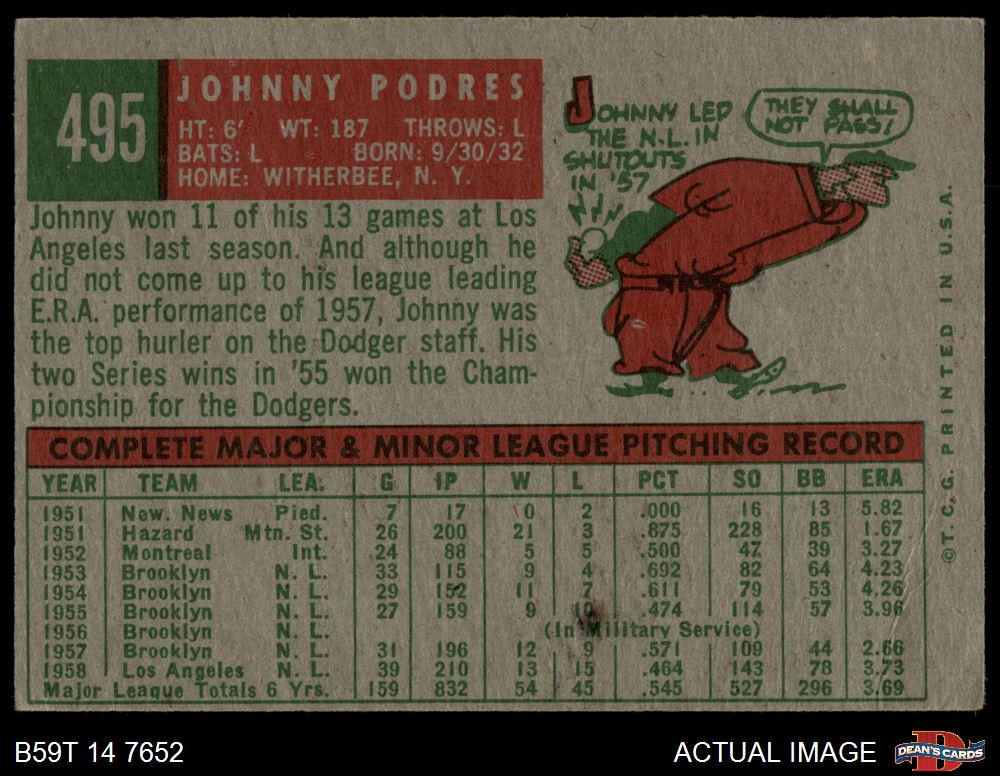 495
JOHNNY PODRES
HT: 6' WT: 187 THROWS: L
BATS: L BORN: 9/30/32
HOME: WITHERBEE, N. Y.
Johnny won 11 of his 13 games at Los
Angeles last season. And although he
did not come up to his league leading
E.R.A. performance of 1957, Johnny was
the top hurler on the Dodger staff. His
two Series wins in '55 won the Cham-
pionship for the Dodgers.
JOHNNY LED
THE N.L. IN
SHUTOUTS
IN '57
THEY SHALL
NOT PASS!
COMPLETE MAJOR & MINOR LEAGUE PITCHING RECORD
YEAR TEAM LEA. G IP W L PCT SO BB ERA
1951 New. News Pied. 7 17 0 2 .000 16 13 5.82
1951 Hazard Mtn. St. 26 200 21 3 .875 228 85 1.67
1952 Montreal Int. 24 88 5 5 .500 47 39 3.27
1953 Brooklyn N. L. 33 115 9 4 .692 82 64 4.23
1954 Brooklyn N. L. 29 152 11 7 .611 79 53 4.26
1955 Brooklyn N. L. 27 159 9 10 .474 114 57 3.96
1956 Brooklyn N. L. (In Military Service)
1957 Brooklyn N. L. 31 196 12 9 .571 109 44 2.66
1958 Los Angeles N. L. 39 210 13 15 .464 143 78 3.73
Major League Totals 6 Yrs. 159 832 54 45 .545 527 296 3.69
©T. C. G. PRINTED IN U.S.A.
B59T 14 7652
ACTUAL IMAGE
DEAN'S CARDS